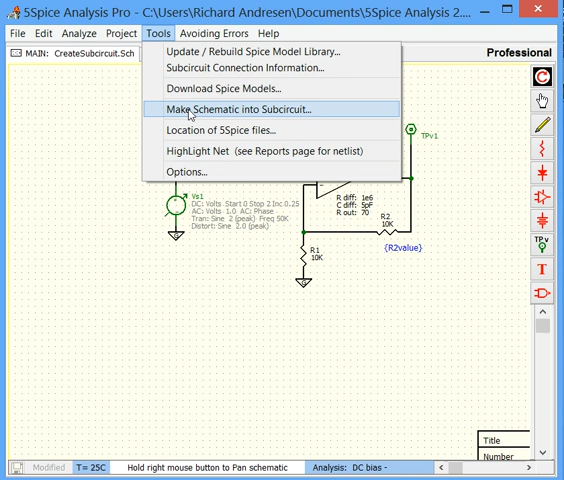 5Spice Analysis Pro - C:\Users\Richard Andresen\Documents\5Spice Analysis 2....
File Edit Analyze Project Tools Avoiding Errors Help
MAIN: CreateSubcircuit.Sch
Professional
Update / Rebuild Spice Model Library...
Subcircuit Connection Information...
Download Spice Models...
Make Schematic into Subcircuit...
Location of 5Spice files...
HighLight Net (see Reports page for netlist)
Options...
TPv1
Vs1
DC: Volts Start 0 Stop 2 Inc 0.25
AC: Volts 1.0 AC: Phase
Tran: Sine 2 (peak) Freq 50K
Distort: Sine 2.0 (peak)
R diff: 1e6
C diff: 5pF
R out: 70
R2
10K
{R2value}
R1
10K
TPv
T
Title
Number
Modified T= 25C Hold right mouse button to Pan schematic Analysis: DC bias -